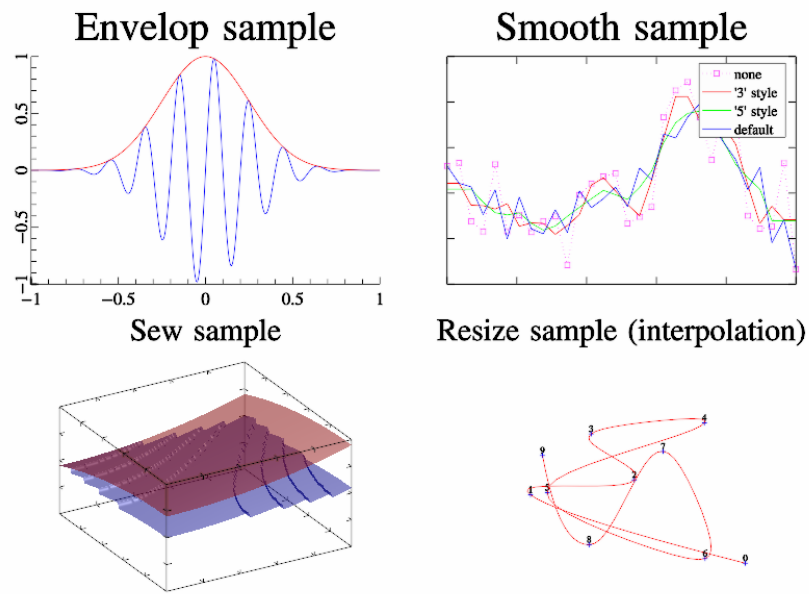 Envelop sample
Smooth sample
none
'3' style
'5' style
default
1
0.5
0
−0.5
−1
−1
−0.5
0
0.5
1
Sew sample
Resize sample (interpolation)
4
3
9
7
2
1
5
8
6
0